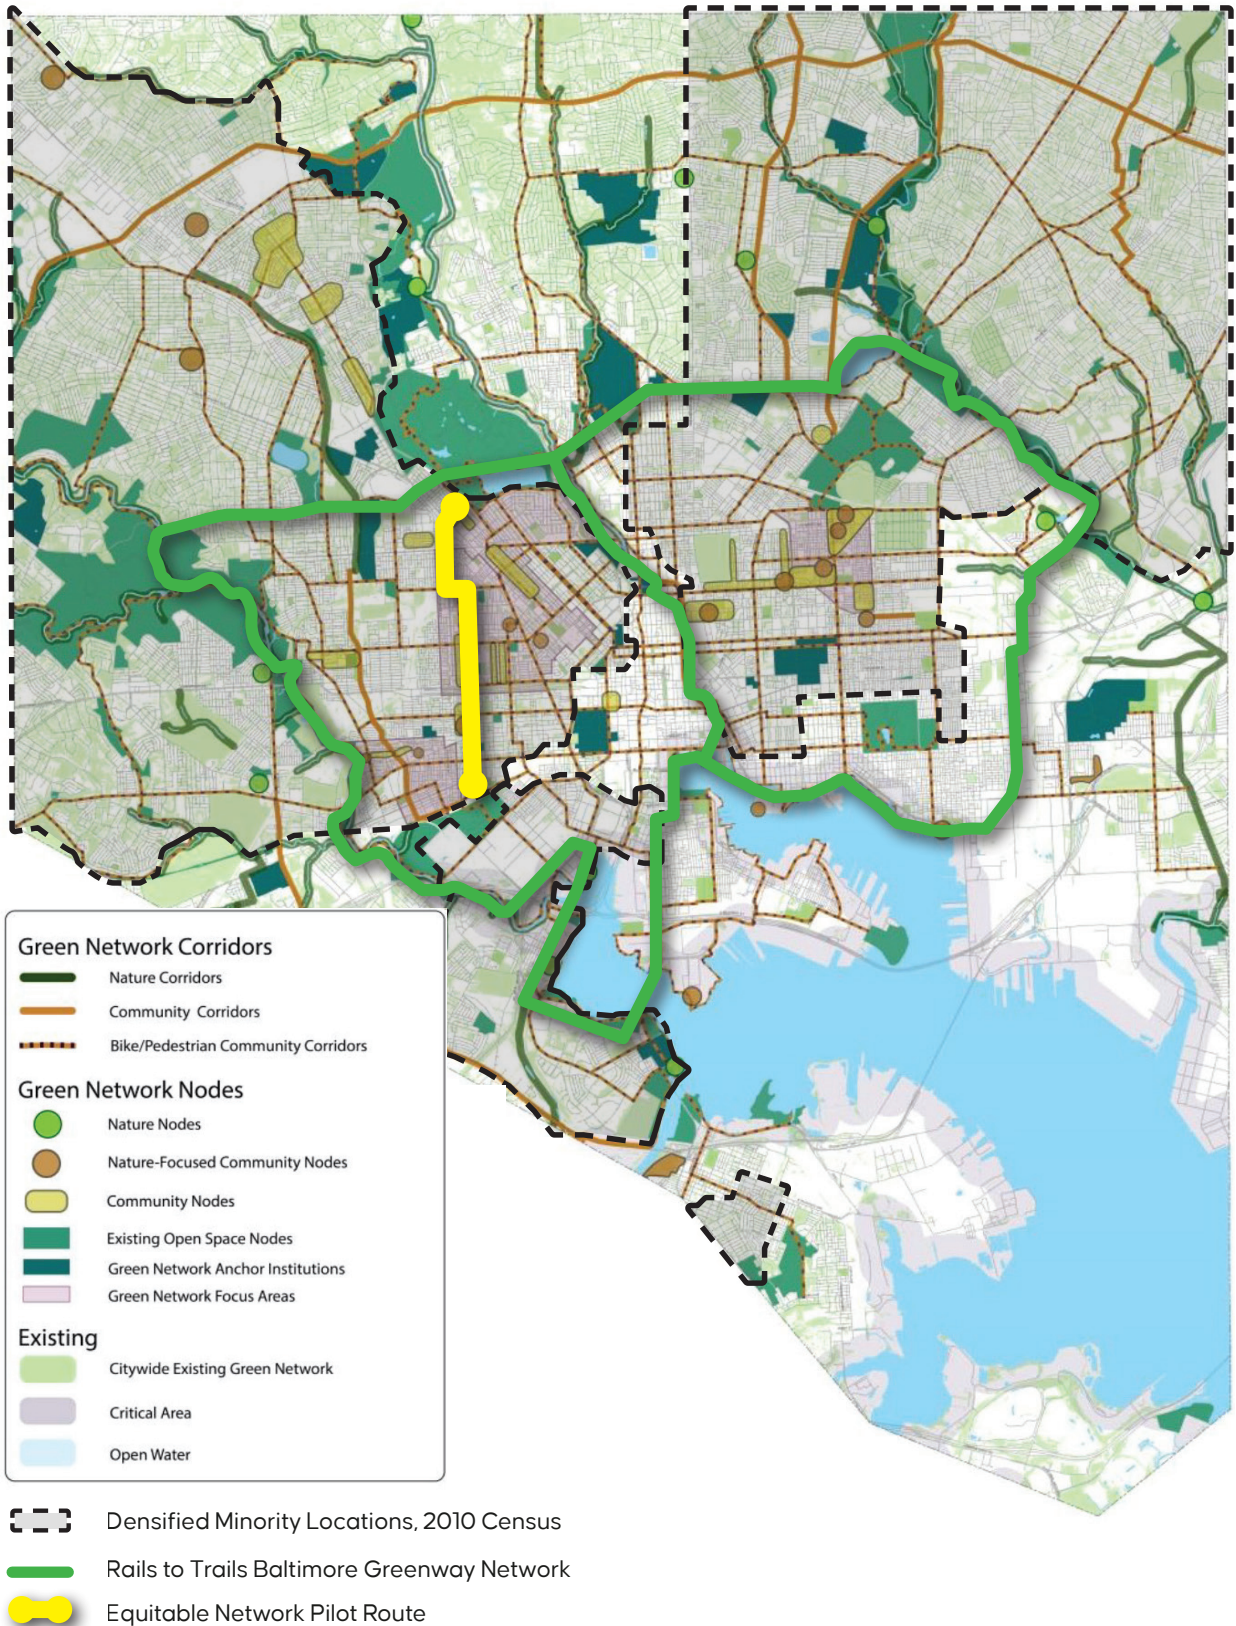 Green Network Corridors
Nature Corridors
Community Corridors
Bike/Pedestrian Community Corridors
Green Network Nodes
Nature Nodes
Nature-Focused Community Nodes
Community Nodes
Existing Open Space Nodes
Green Network Anchor Institutions
Green Network Focus Areas
Existing
Citywide Existing Green Network
Critical Area
Open Water
Densified Minority Locations, 2010 Census
Rails to Trails Baltimore Greenway Network
Equitable Network Pilot Route